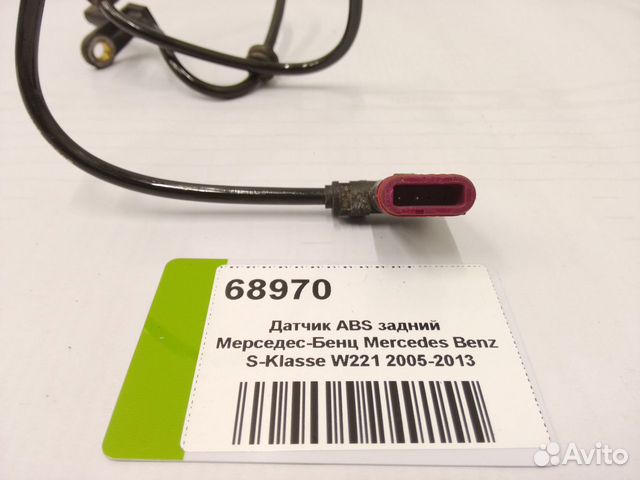 68970
Датчик ABS задний
Мерседес-Бенц Mercedes Benz
S-Klasse W221 2005-2013
Avito